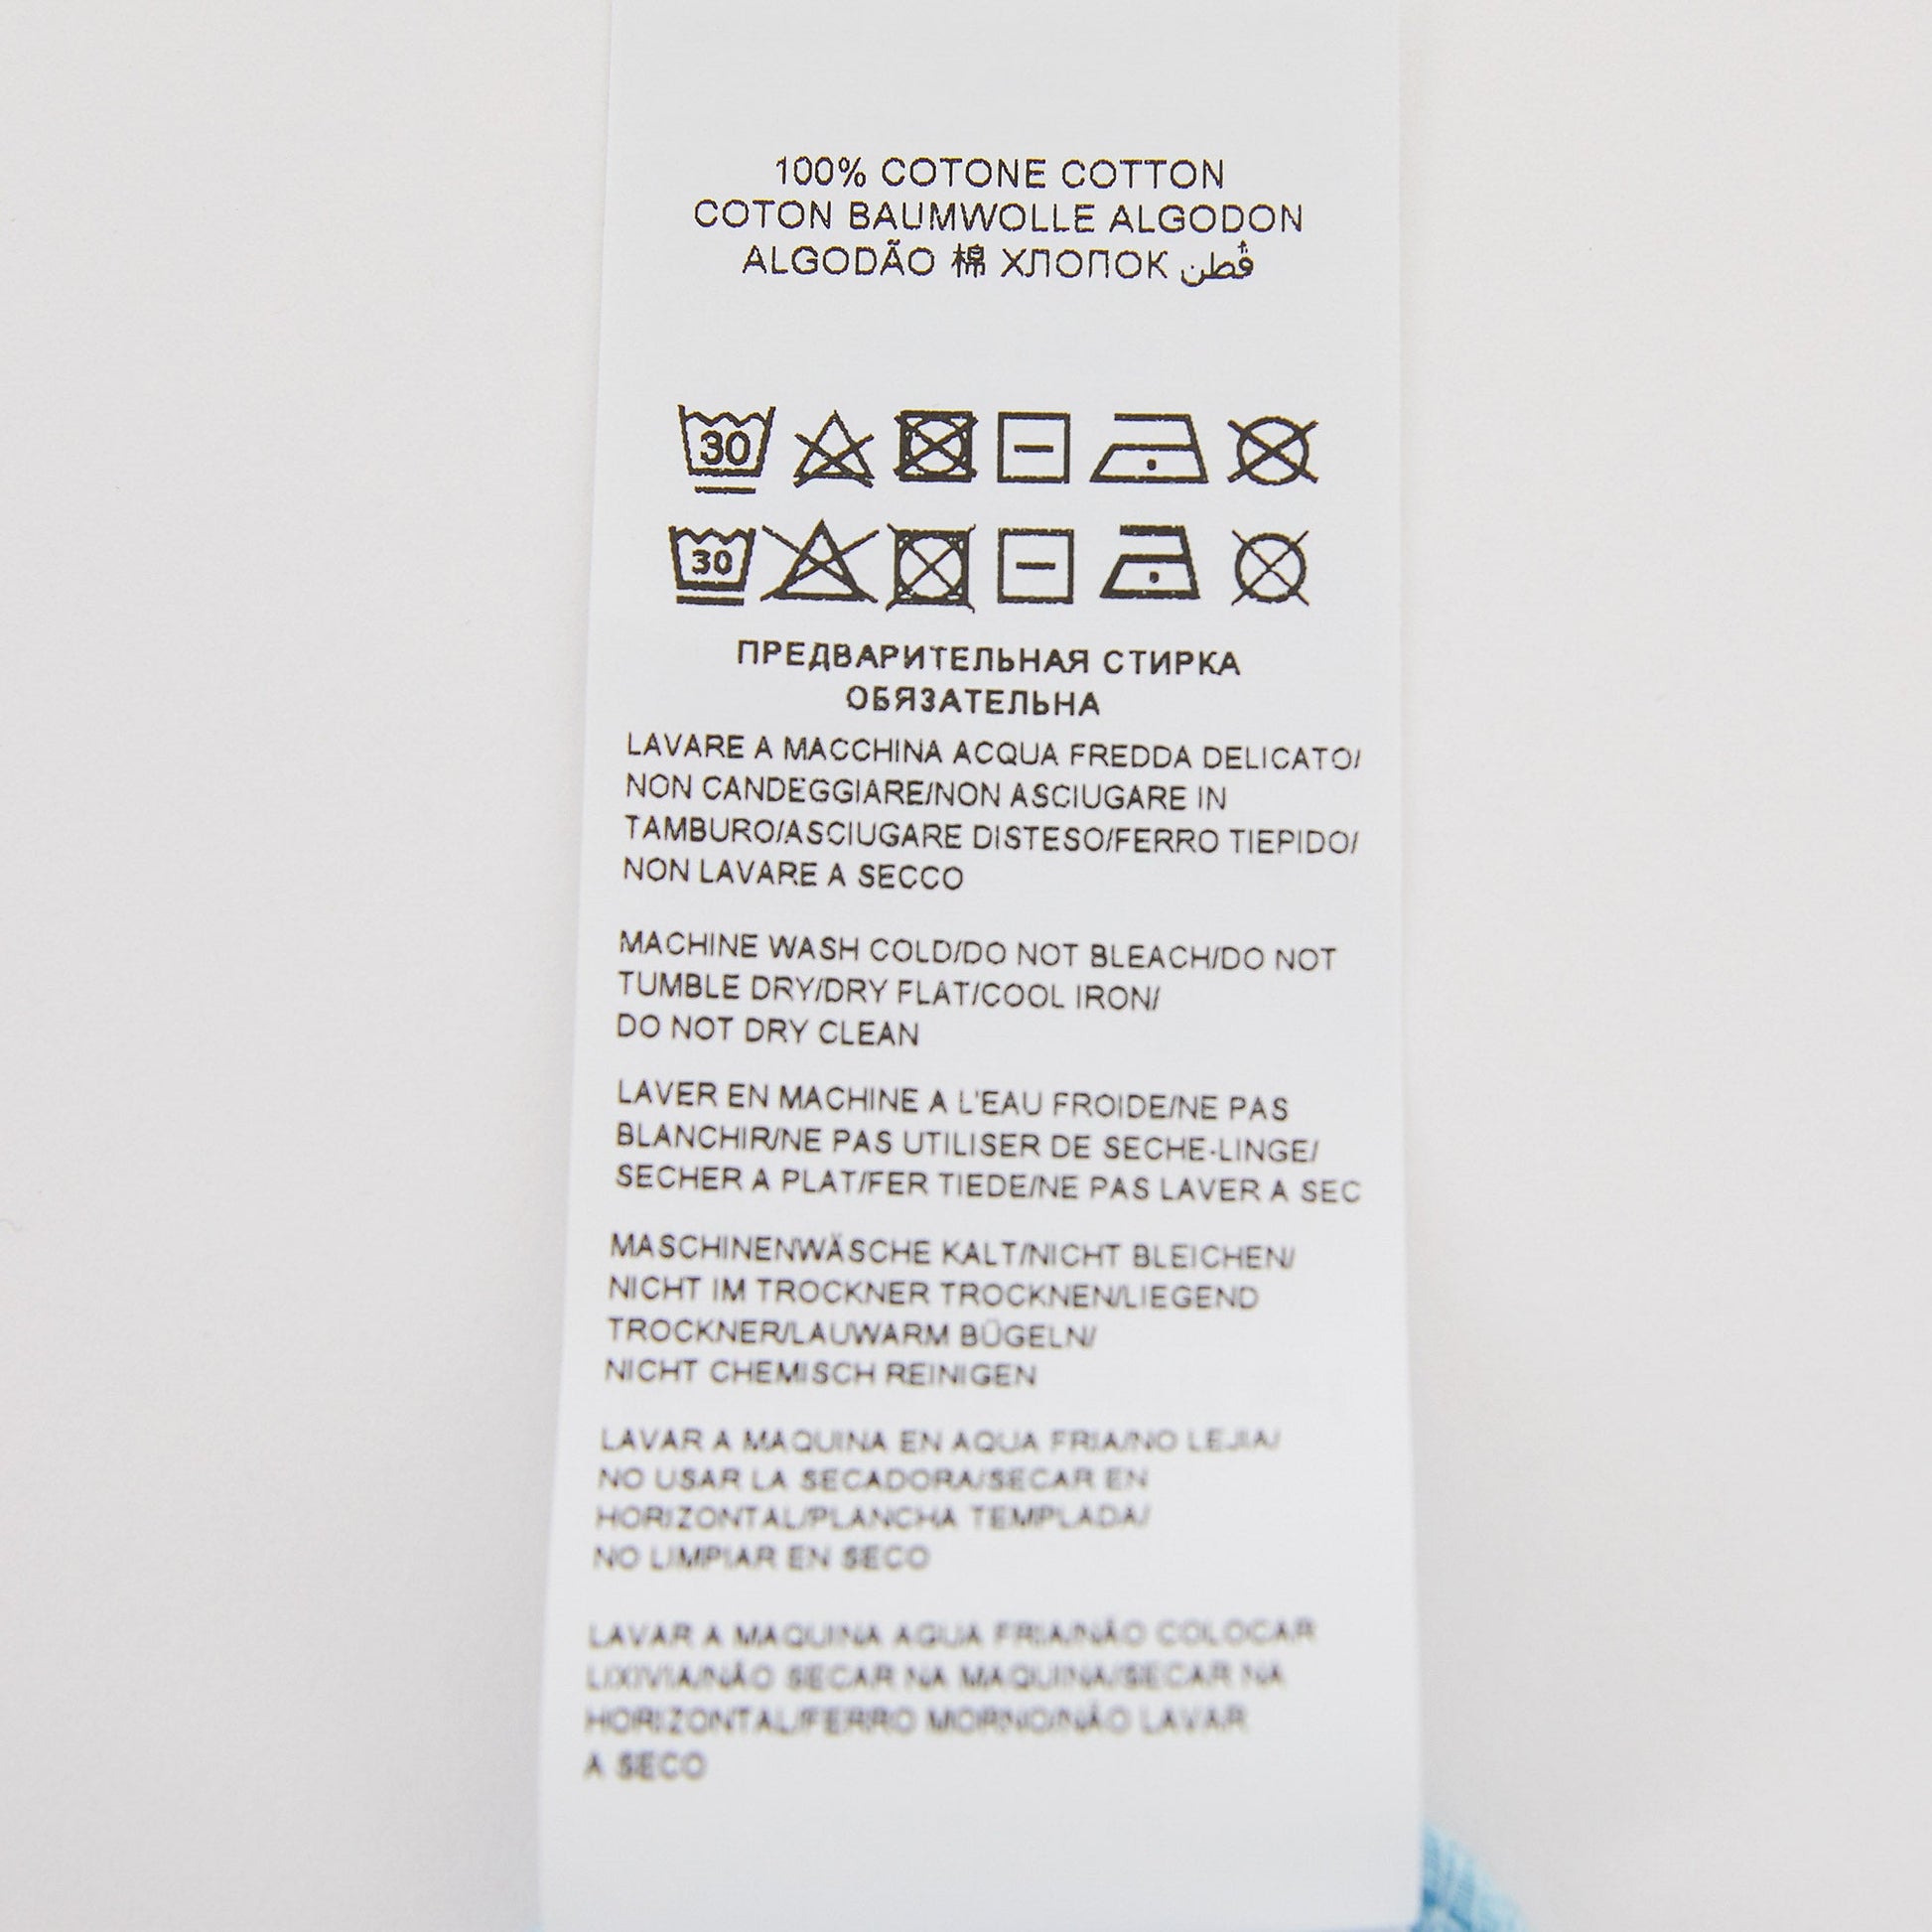 100% COTONE COTTON
COTON BAUMWOLLE ALGODON
ALGODÃO 棉 ХЛОПОК قُطن
30
30
ПРЕДВАРИТЕЛЬНАЯ СТИРКА
ОБЯЗАТЕЛЬНА
LAVARE A MACCHINA ACQUA FREDDA DELICATO/
NON CANDEGGIARE/NON ASCIUGARE IN
TAMBURO/ASCIUGARE DISTESO/FERRO TIEPIDO/
NON LAVARE A SECCO
MACHINE WASH COLD/DO NOT BLEACH/DO NOT
TUMBLE DRY/DRY FLAT/COOL IRON/
DO NOT DRY CLEAN
LAVER EN MACHINE A L'EAU FROIDE/NE PAS
BLANCHIR/NE PAS UTILISER DE SECHE-LINGE/
SECHER A PLAT/FER TIEDE/NE PAS LAVER A SEC
MASCHINENWÄSCHE KALT/NICHT BLEICHEN/
NICHT IM TROCKNER TROCKNEN/LIEGEND
TROCKNER/LAUWARM BÜGELN/
NICHT CHEMISCH REINIGEN
LAVAR A MAQUINA EN AQUA FRIA/NO LEJIA/
NO USAR LA SECADORA/SECAR EN
HORIZONTAL/PLANCHA TEMPLADA/
NO LIMPIAR EN SECO
LAVAR A MAQUINA AGUA FRIA/NÃO COLOCAR
LIXIVIA/NÃO SECAR NA MAQUINA/SECAR NA
HORIZONTAL/FERRO MORNO/NÃO LAVAR
A SECO